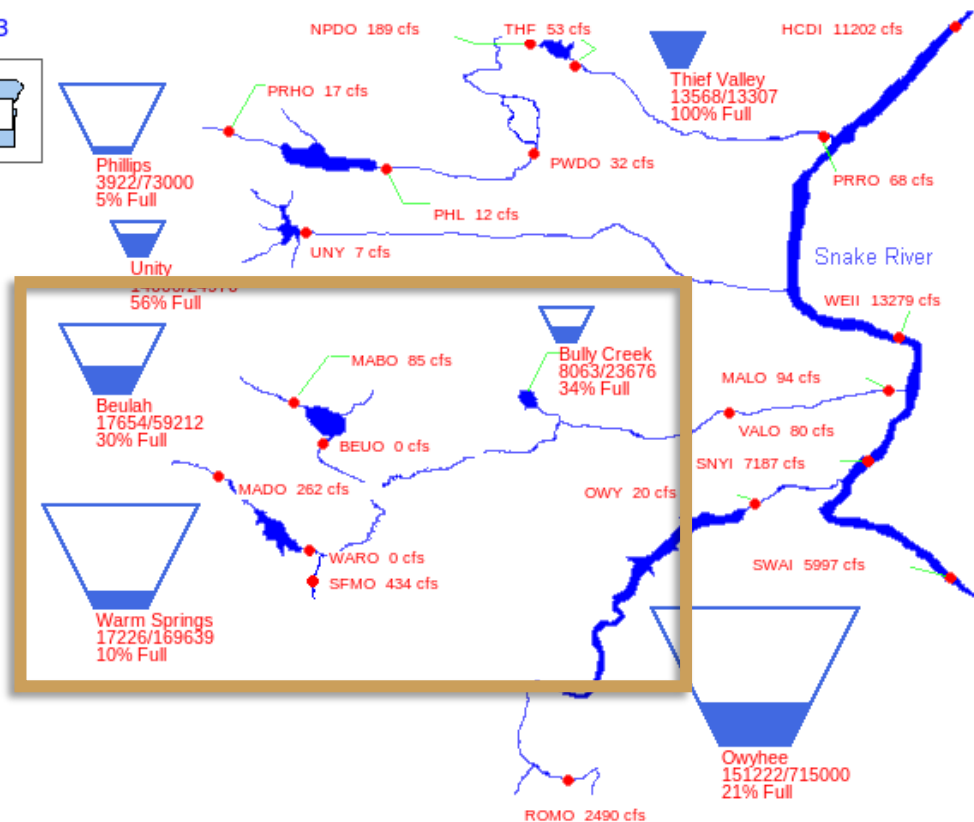 NPDO 189 cfs
THF 53 cfs
HCDI 11202 cfs
PRHO 17 cfs
Thief Valley
13568/13307
100% Full
Phillips
3922/73000
5% Full
PWDO 32 cfs
PRRO 68 cfs
PHL 12 cfs
UNY 7 cfs
Snake River
Unity
56% Full
WEII 13279 cfs
MABO 85 cfs
Bully Creek
8063/23676
34% Full
MALO 94 cfs
Beulah
17654/59212
30% Full
BEUO 0 cfs
VALO 80 cfs
SNYI 7187 cfs
MADO 262 cfs
OWY 20 cfs
WARO 0 cfs
SFMO 434 cfs
SWAI 5997 cfs
Warm Springs
17226/169639
10% Full
Owyhee
151222/715000
21% Full
ROMO 2490 cfs